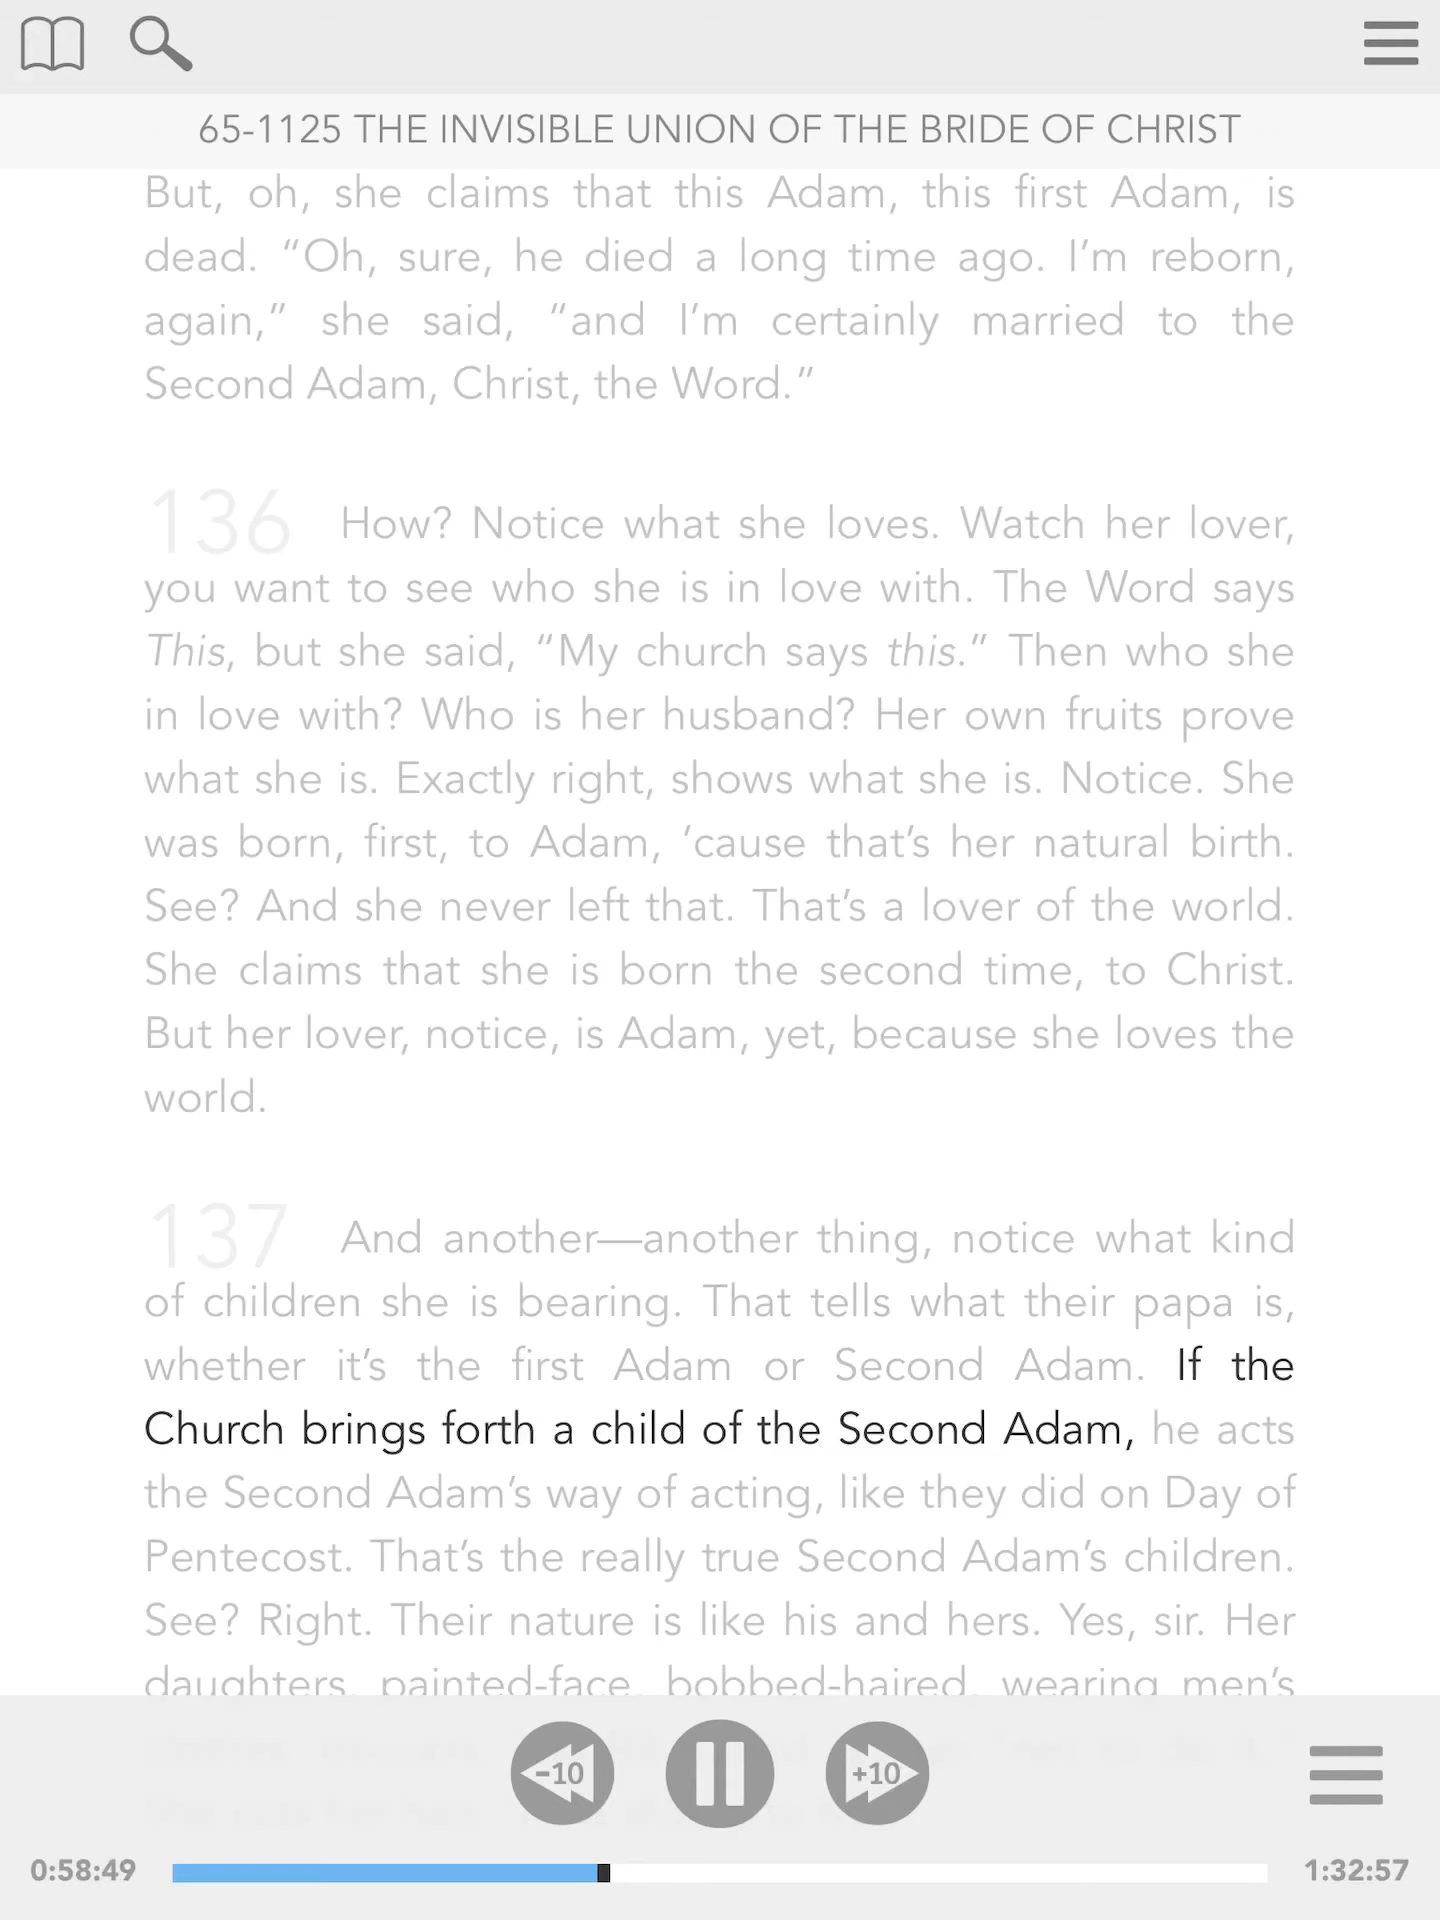 65-1125 THE INVISIBLE UNION OF THE BRIDE OF CHRIST
But, oh, she claims that this Adam, this first Adam, is
dead. “Oh, sure, he died a long time ago. I’m reborn,
again,” she said, “and I’m certainly married to the
Second Adam, Christ, the Word.”
136 How? Notice what she loves. Watch her lover,
you want to see who she is in love with. The Word says
This, but she said, “My church says this.” Then who she
in love with? Who is her husband? Her own fruits prove
what she is. Exactly right, shows what she is. Notice. She
was born, first, to Adam, ’cause that’s her natural birth.
See? And she never left that. That’s a lover of the world.
She claims that she is born the second time, to Christ.
But her lover, notice, is Adam, yet, because she loves the
world.
137 And another—another thing, notice what kind
of children she is bearing. That tells what their papa is,
whether it’s the first Adam or Second Adam. If the
Church brings forth a child of the Second Adam, he acts
the Second Adam’s way of acting, like they did on Day of
Pentecost. That’s the really true Second Adam’s children.
See? Right. Their nature is like his and hers. Yes, sir. Her
daughters, painted-face, bobbed-haired, wearing men’s
-10 +10
0:58:49 1:32:57